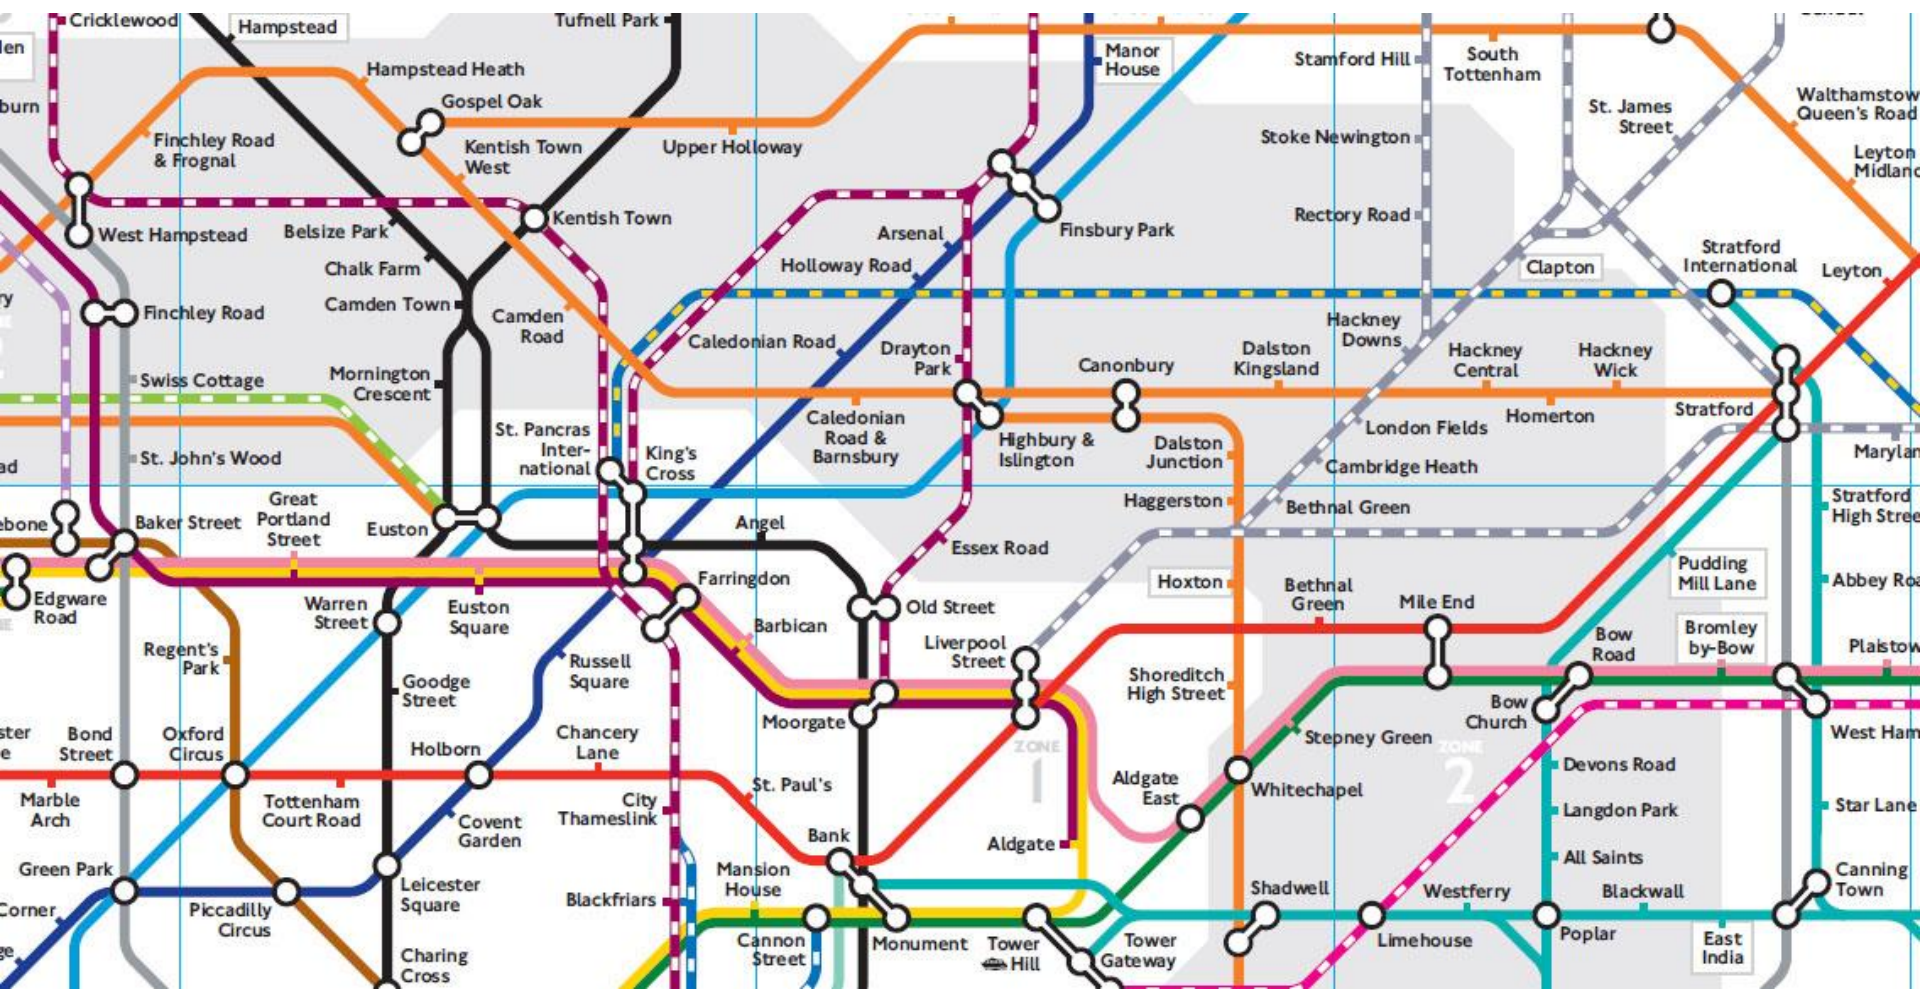 Cricklewood
Hampstead
Tufnell Park
Manor
House
Stamford Hill
South
Tottenham
Hampstead Heath
Gospel Oak
Finchley Road
& Frognal
Kentish Town
West
Upper Holloway
Stoke Newington
St. James
Street
Walthamstow
Queen's Road
Leyton
West Hampstead
Belsize Park
Kentish Town
Arsenal
Finsbury Park
Rectory Road
Chalk Farm
Holloway Road
Clapton
Stratford
International
Leyton
Finchley Road
Camden Town
Camden
Road
Caledonian Road
Drayton
Park
Canonbury
Dalston
Kingsland
Hackney
Downs
Hackney
Central
Hackney
Wick
Swiss Cottage
Mornington
Crescent
Caledonian
Road &
Barnsbury
Highbury &
Islington
Dalston
Junction
London Fields
Homerton
Stratford
St. John's Wood
St. Pancras
Inter-
national
King's
Cross
Haggerston
Cambridge Heath
Great
Portland
Street
Baker Street
Euston
Angel
Essex Road
Bethnal Green
Stratford
Edgware
Road
Warren
Street
Euston
Square
Farringdon
Barbican
Old Street
Hoxton
Bethnal
Green
Mile End
Pudding
Mill Lane
Regent's
Park
Goodge
Street
Russell
Square
Moorgate
Liverpool
Street
Shoreditch
High Street
Bow
Road
Bromley
by-Bow
Plaistow
Bond
Street
Oxford
Circus
Holborn
Chancery
Lane
ZONE
1
Stepney Green
ZONE
2
Bow
Church
West Ham
Marble
Arch
Tottenham
Court Road
Covent
Garden
City
Thameslink
St. Paul's
Aldgate
East
Whitechapel
Devons Road
Langdon Park
Star Lane
Green Park
Leicester
Square
Bank
Aldgate
All Saints
Corner
Piccadilly
Circus
Blackfriars
Mansion
House
Shadwell
Westferry
Blackwall
Canning
Town
Charing
Cross
Cannon
Street
Monument
Tower
Hill
Tower
Gateway
Limehouse
Poplar
East
India